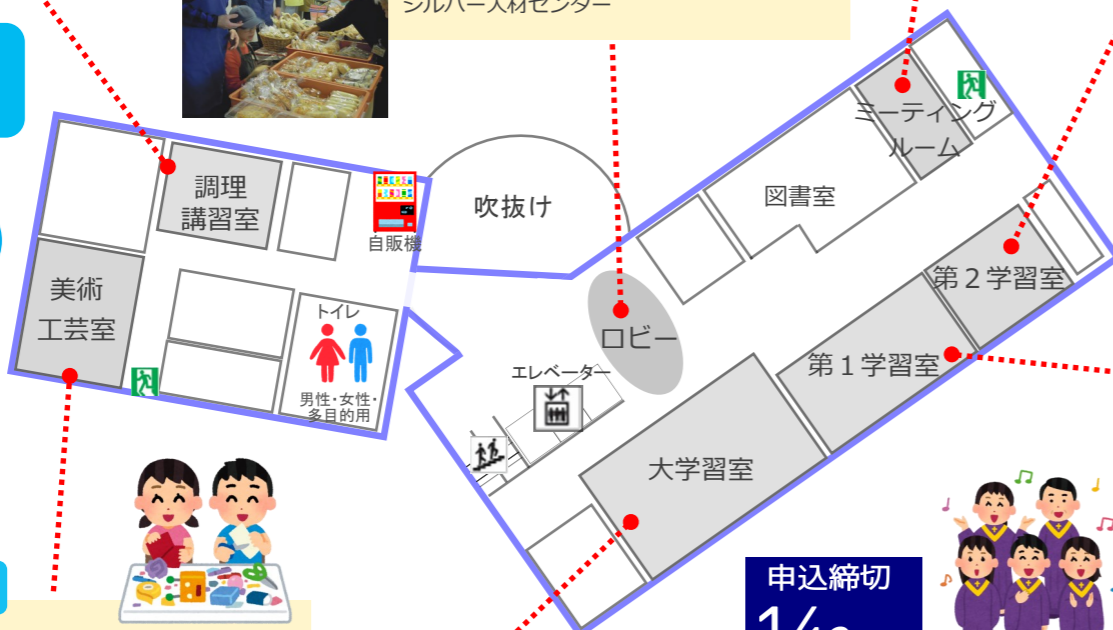 シルバー人材センター
ミーティング
ルーム
調理
講習室
図書室
吹抜け
自販機
第２学習室
美術
工芸室
トイレ
ロビー
第１学習室
エレベーター
男性・女性・
多目的用
大学習室
申込締切